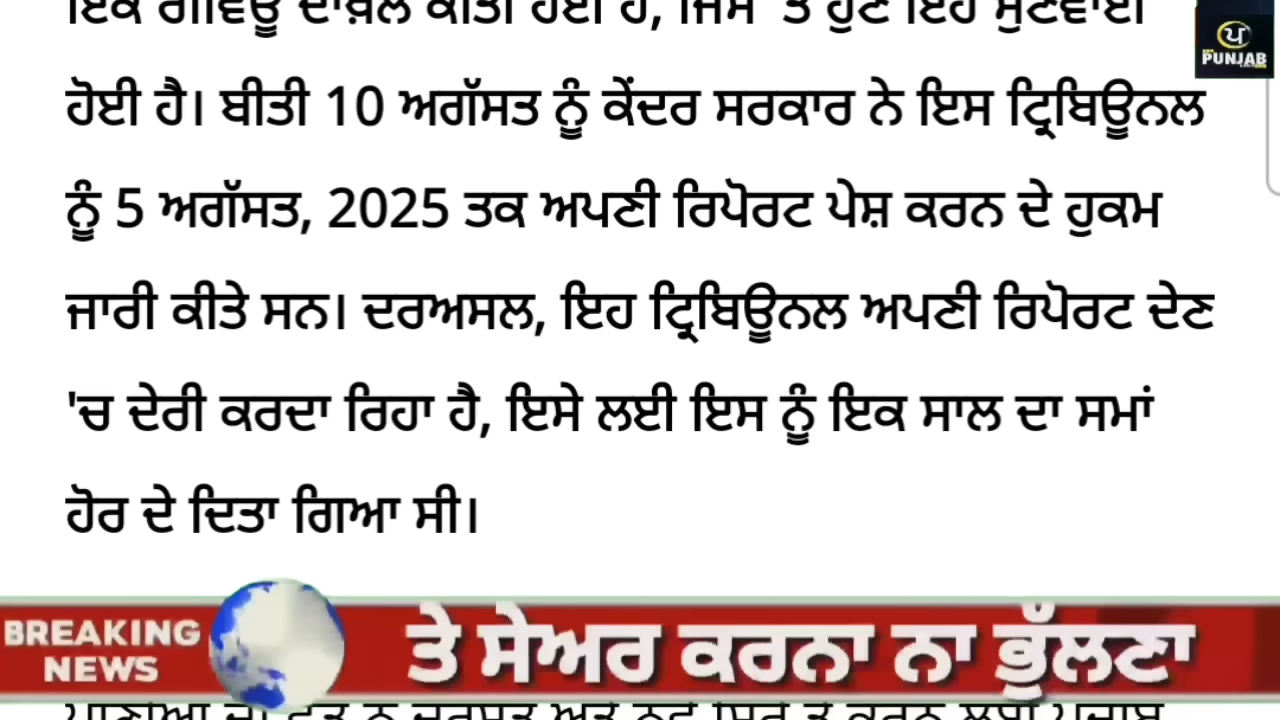 ਹੋਈ ਹੈ। ਬੀਤੀ 10 ਅਗੱਸਤ ਨੂੰ ਕੇਂਦਰ ਸਰਕਾਰ ਨੇ ਇਸ ਟ੍ਰਿਬਿਊਨਲ
ਨੂੰ 5 ਅਗੱਸਤ, 2025 ਤਕ ਅਪਣੀ ਰਿਪੋਰਟ ਪੇਸ਼ ਕਰਨ ਦੇ ਹੁਕਮ
ਜਾਰੀ ਕੀਤੇ ਸਨ। ਦਰਅਸਲ, ਇਹ ਟ੍ਰਿਬਿਊਨਲ ਅਪਣੀ ਰਿਪੋਰਟ ਦੇਣ
'ਚ ਦੇਰੀ ਕਰਦਾ ਰਿਹਾ ਹੈ, ਇਸੇ ਲਈ ਇਸ ਨੂੰ ਇਕ ਸਾਲ ਦਾ ਸਮਾਂ
ਹੋਰ ਦੇ ਦਿਤਾ ਗਿਆ ਸੀ।
BREAKING
NEWS
ਤੇ ਸੇਅਰ ਕਰਨਾ ਨਾ ਭੁੱਲਣਾ
ਪ
PUNJAB